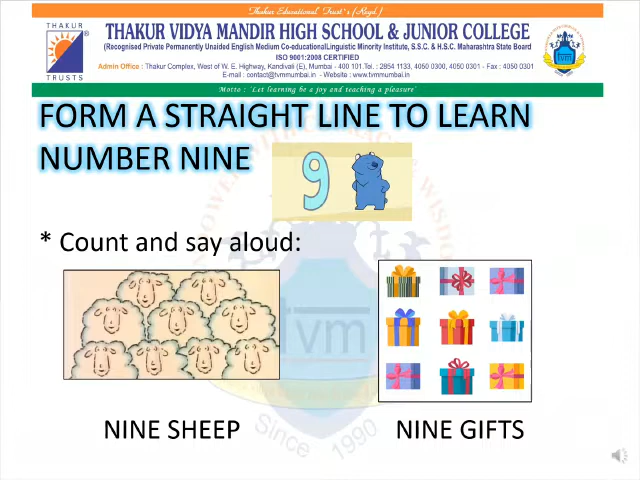 Thakur Educational Trust's (Regd.)
THAKUR VIDYA MANDIR HIGH SCHOOL & JUNIOR COLLEGE
(Recognised Private Permanently Unaided English Medium Co-educationalLinguistic Minority Institute, S.S.C. & H.S.C. Maharashtra State Board
ISO 9001:2008 CERTIFIED
Admin Office : Thakur Complex, West of W. E. Highway, Kandivali (E), Mumbai - 400 101.Tel. : 2854 1133, 4050 0300, 4050 0301 - Fax : 4050 0301
E-mail : contact@tvmmumbai.in - Website : www.tvmmumbai.in
THAKUR
TRUSTS
tvm
Motto : "Let learning be a joy and teaching a pleasure"
FORM A STRAIGHT LINE TO LEARN
NUMBER NINE
9
* Count and say aloud:
tvm
NINE SHEEP
NINE GIFTS
Since 1990